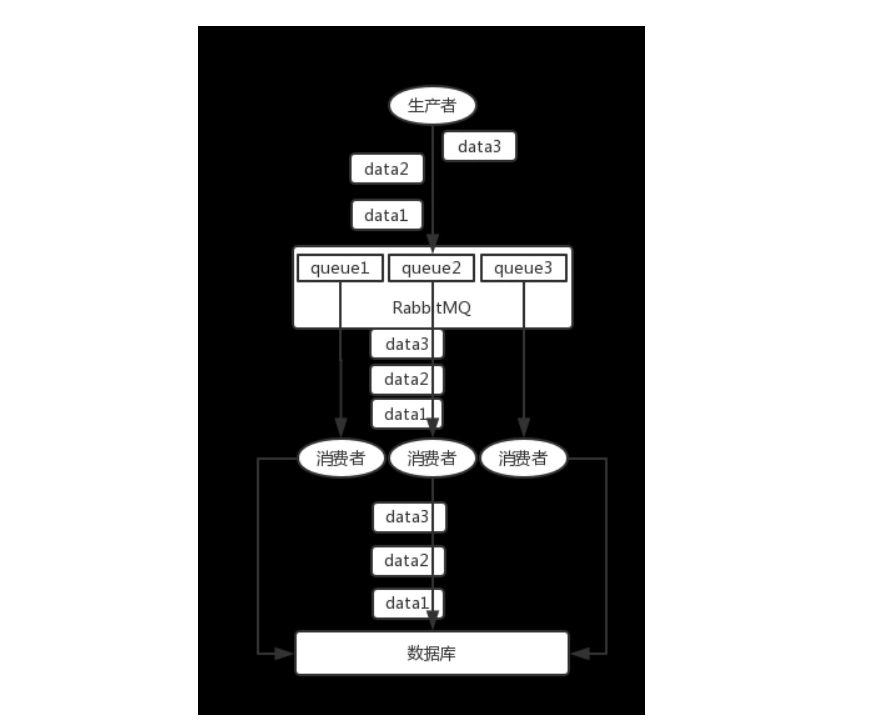 生产者
data3
data2
data1
queue1 queue2 queue3
RabbitMQ
data3
data2
data1
消费者 消费者 消费者
data3
data2
data1
数据库